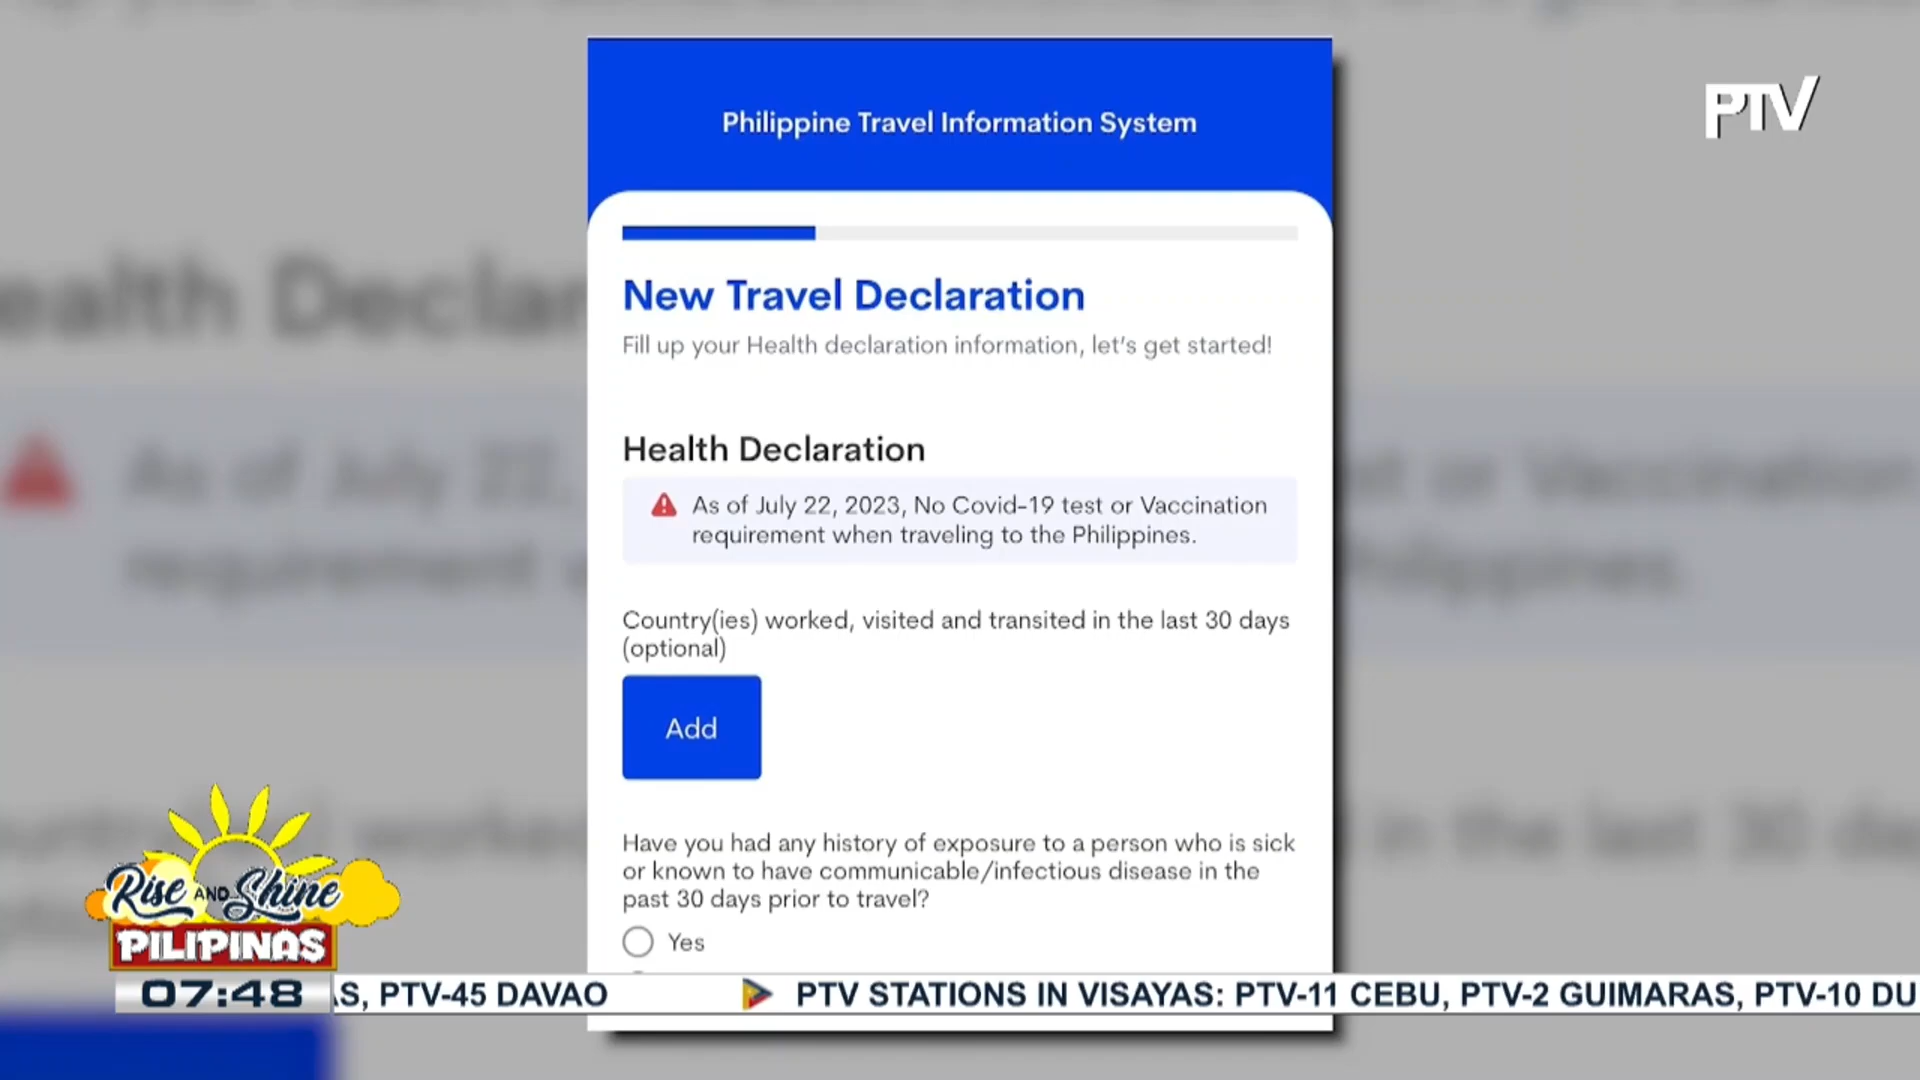 Philippine Travel Information System
PTV
New Travel Declaration
Fill up your Health declaration information, let's get started!
Health Declaration
As of July 22, 2023, No Covid-19 test or Vaccination
requirement when traveling to the Philippines.
Country(ies) worked, visited and transited in the last 30 days
(optional)
Add
Have you had any history of exposure to a person who is sick
or known to have communicable/infectious disease in the
past 30 days prior to travel?
Yes
Rise AND Shine
PILIPINAS
07:48
AS, PTV-45 DAVAO
PTV STATIONS IN VISAYAS: PTV-11 CEBU, PTV-2 GUIMARAS, PTV-10 DU